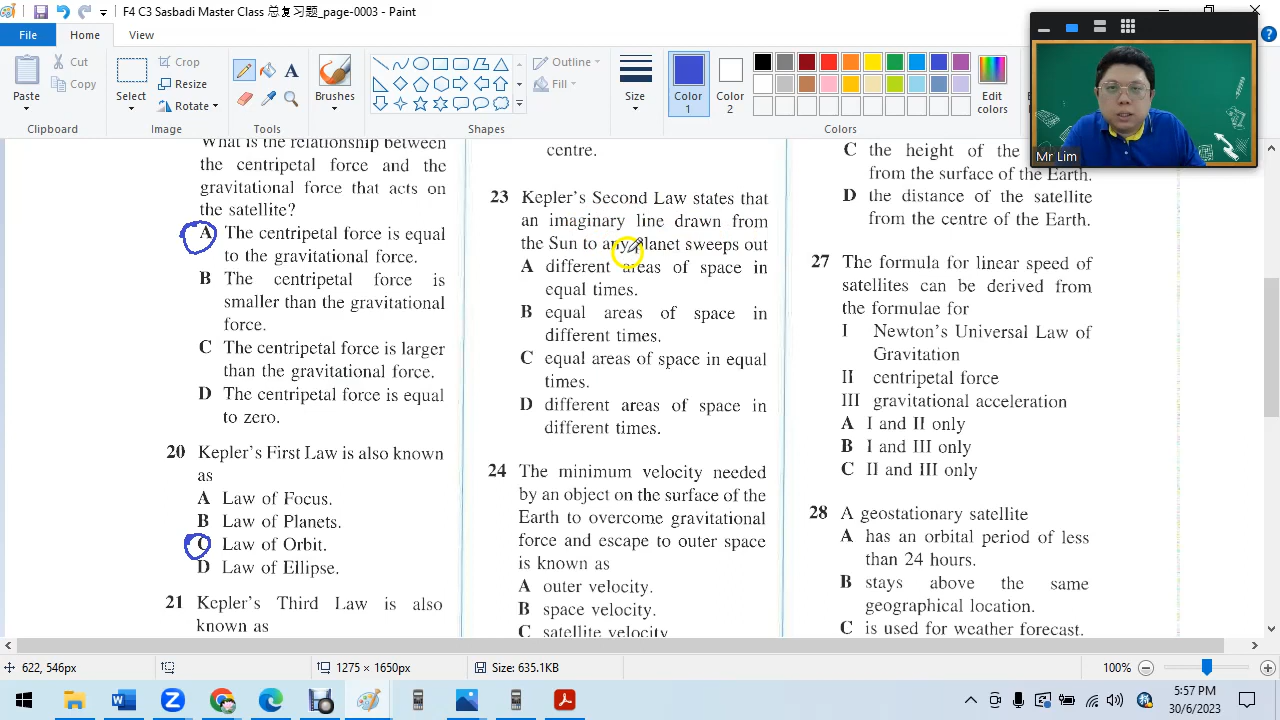 F4 C3 Sasbadi Master Class 总复习题_page-0003 - Paint
File
Home
View
Paste
Cut
Copy
Clipboard
Select
Crop
Resize
Rotate
Image
A
Tools
Brushes
Shapes
Outline
Fill
Size
Color 1
Color 2
Edit colors
Colors
Mr Lim
What is the relationship between
the centripetal force and the
gravitational force that acts on
the satellite?
A The centripetal force is equal
to the gravitational force.
B The centripetal force is
smaller than the gravitational
force.
C The centripetal force is larger
than the gravitational force.
D The centripetal force is equal
to zero.
20 Kepler's First Law is also known
as
A Law of Focus.
B Law of Planets.
C Law of Orbit.
D Law of Ellipse.
21 Kepler's Third Law is also
known as
centre.
23 Kepler's Second Law states that
an imaginary line drawn from
the Sun to any planet sweeps out
A different areas of space in
equal times.
B equal areas of space in
different times.
C equal areas of space in equal
times.
D different areas of space in
different times.
24 The minimum velocity needed
by an object on the surface of the
Earth to overcome gravitational
force and escape to outer space
is known as
A outer velocity.
B space velocity.
C satellite velocity
C the height of the
from the surface of the Earth.
D the distance of the satellite
from the centre of the Earth.
27 The formula for linear speed of
satellites can be derived from
the formulae for
I Newton's Universal Law of
Gravitation
II centripetal force
III gravitational acceleration
A I and II only
B I and III only
C II and III only
28 A geostationary satellite
A has an orbital period of less
than 24 hours.
B stays above the same
geographical location.
C is used for weather forecast.
622, 546px
1275 × 1650px
Size: 635.1KB
100%
5:57 PM
30/6/2023